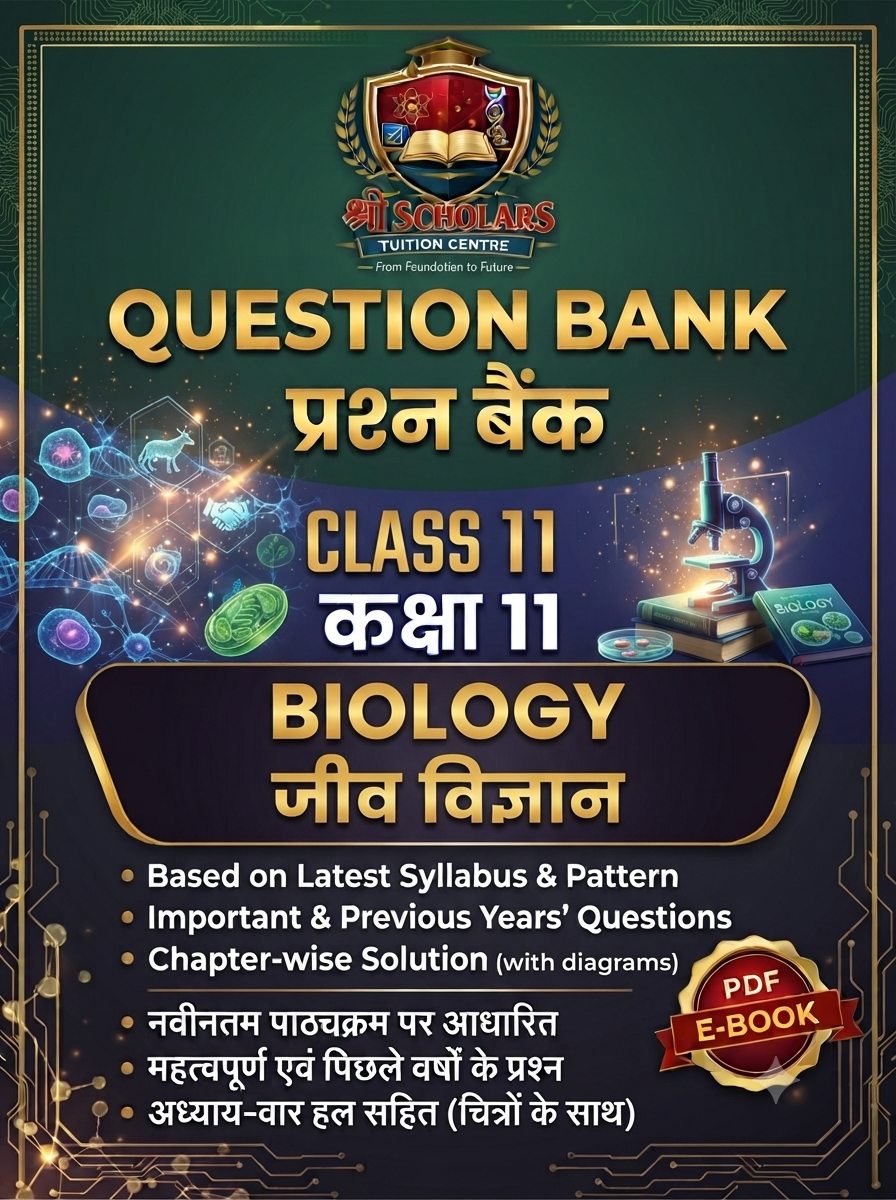 श्री SCHOLARS
TUITION CENTRE
From Feundotien to Future
QUESTION BANK
प्रश्न बैंक
CLASS 11
कक्षा 11
BIOLOGY
BIOLOGY
जीव विज्ञान
• Based on Latest Syllabus & Pattern
• Important & Previous Years' Questions
• Chapter-wise Solution (with diagrams)
• नवीनतम पाठचक्रम पर आधारित
• महत्वपूर्ण एवं पिछले वर्षों के प्रश्न
• अध्याय-वार हल सहित (चित्रों के साथ)
PDF
E-BOOK